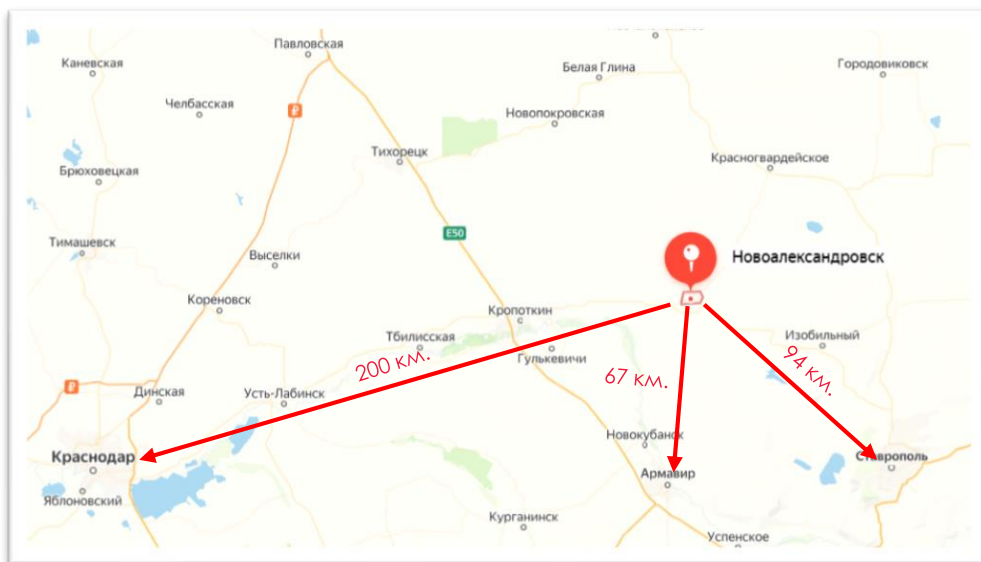 Павловская
Каневская
Белая Глина
Городовиковск
₽
Челбасская
Новопокровская
Тихорецк
Красногвардейское
Брюховецкая
Тимашевск
E50
Новоалександровск
Выселки
Кореновск
Кропоткин
Тбилисская
Изобильный
Гулькевичи
200 км.
67 км.
94 км.
₽
Динская
Усть-Лабинск
Новокубанск
Краснодар
Ставрополь
Армавир
Яблоновский
Курганинск
Успенское